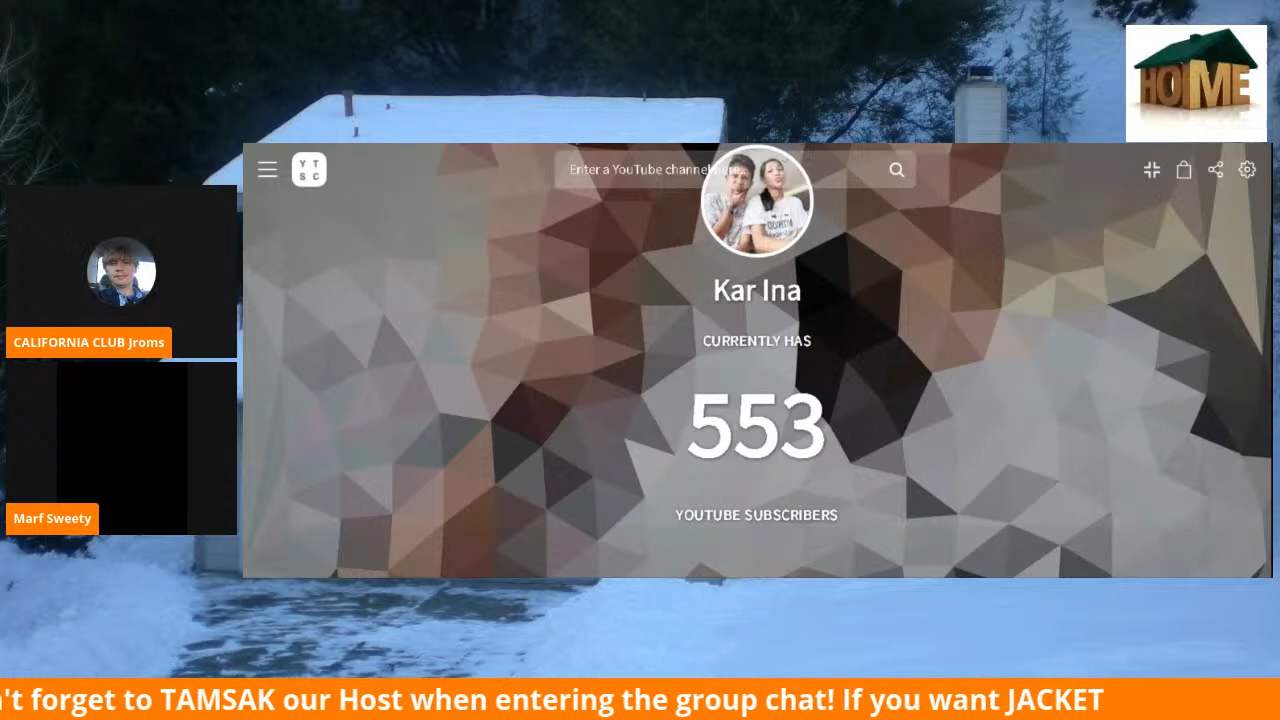 HOME
Y T
S C
Enter a YouTube channel here...
Kar Ina
CURRENTLY HAS
553
YOUTUBE SUBSCRIBERS
CALIFORNIA CLUB Jroms
Marf Sweety
n't forget to TAMSAK our Host when entering the group chat! If you want JACKET